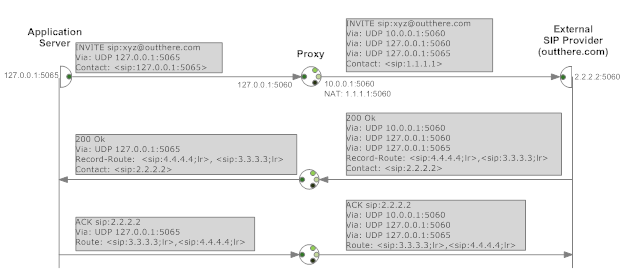 Application
Server
INVITE sip:xyz@outthere.com
Via: UDP 127.0.0.1:5065
Contact: <sip:127.0.0.1:5065>
127.0.0.1:5065
Proxy
127.0.0.1:5060
10.0.0.1:5060
NAT: 1.1.1.1:5060
INVITE sip:xyz@outthere.com
Via: UDP 10.0.0.1:5060
Via: UDP 127.0.0.1:5060
Via: UDP 127.0.0.1:5065
Contact: <sip:1.1.1.1>
External
SIP Provider
(outthere.com)
2.2.2.2:5060
200 Ok
Via: UDP 127.0.0.1:5065
Record-Route: <sip:4.4.4.4;lr>,<sip:3.3.3.3;lr>
Contact: <sip:2.2.2.2>
200 Ok
Via: UDP 10.0.0.1:5060
Via: UDP 127.0.0.1:5060
Via: UDP 127.0.0.1:5065
Record-Route: <sip:4.4.4.4;lr>,<sip:3.3.3.3;lr>
Contact: <sip:2.2.2.2>
ACK sip:2.2.2.2
Via: UDP 127.0.0.1:5065
Route: <sip:3.3.3.3;lr>,<sip:4.4.4.4;lr>
ACK sip:2.2.2.2
Via: UDP 10.0.0.1:5060
Via: UDP 127.0.0.1:5060
Via: UDP 127.0.0.1:5065
Route: <sip:3.3.3.3;lr>,<sip:4.4.4.4;lr>